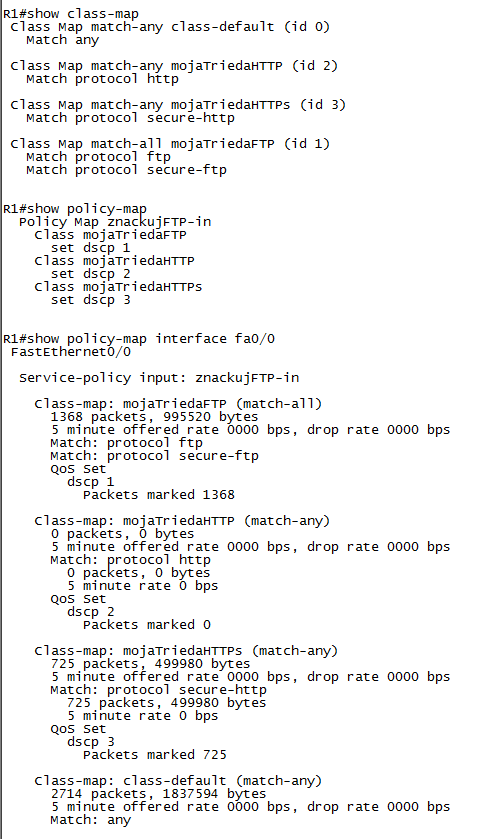 R1#show class-map
Class Map match-any class-default (id 0)
Match any
Class Map match-any mojaTriedaHTTP (id 2)
Match protocol http
Class Map match-any mojaTriedaHTTPs (id 3)
Match protocol secure-http
Class Map match-all mojaTriedaFTP (id 1)
Match protocol ftp
Match protocol secure-ftp
R1#show policy-map
Policy Map znackujFTP-in
Class mojaTriedaFTP
set dscp 1
Class mojaTriedaHTTP
set dscp 2
Class mojaTriedaHTTPs
set dscp 3
R1#show policy-map interface fa0/0
FastEthernet0/0
Service-policy input: znackujFTP-in
Class-map: mojaTriedaFTP (match-all)
1368 packets, 995520 bytes
5 minute offered rate 0000 bps, drop rate 0000 bps
Match: protocol ftp
Match: protocol secure-ftp
QoS Set
dscp 1
Packets marked 1368
Class-map: mojaTriedaHTTP (match-any)
0 packets, 0 bytes
5 minute offered rate 0000 bps, drop rate 0000 bps
Match: protocol http
0 packets, 0 bytes
5 minute rate 0 bps
QoS Set
dscp 2
Packets marked 0
Class-map: mojaTriedaHTTPs (match-any)
725 packets, 499980 bytes
5 minute offered rate 0000 bps, drop rate 0000 bps
Match: protocol secure-http
725 packets, 499980 bytes
5 minute rate 0 bps
QoS Set
dscp 3
Packets marked 725
Class-map: class-default (match-any)
2714 packets, 1837594 bytes
5 minute offered rate 0000 bps, drop rate 0000 bps
Match: any